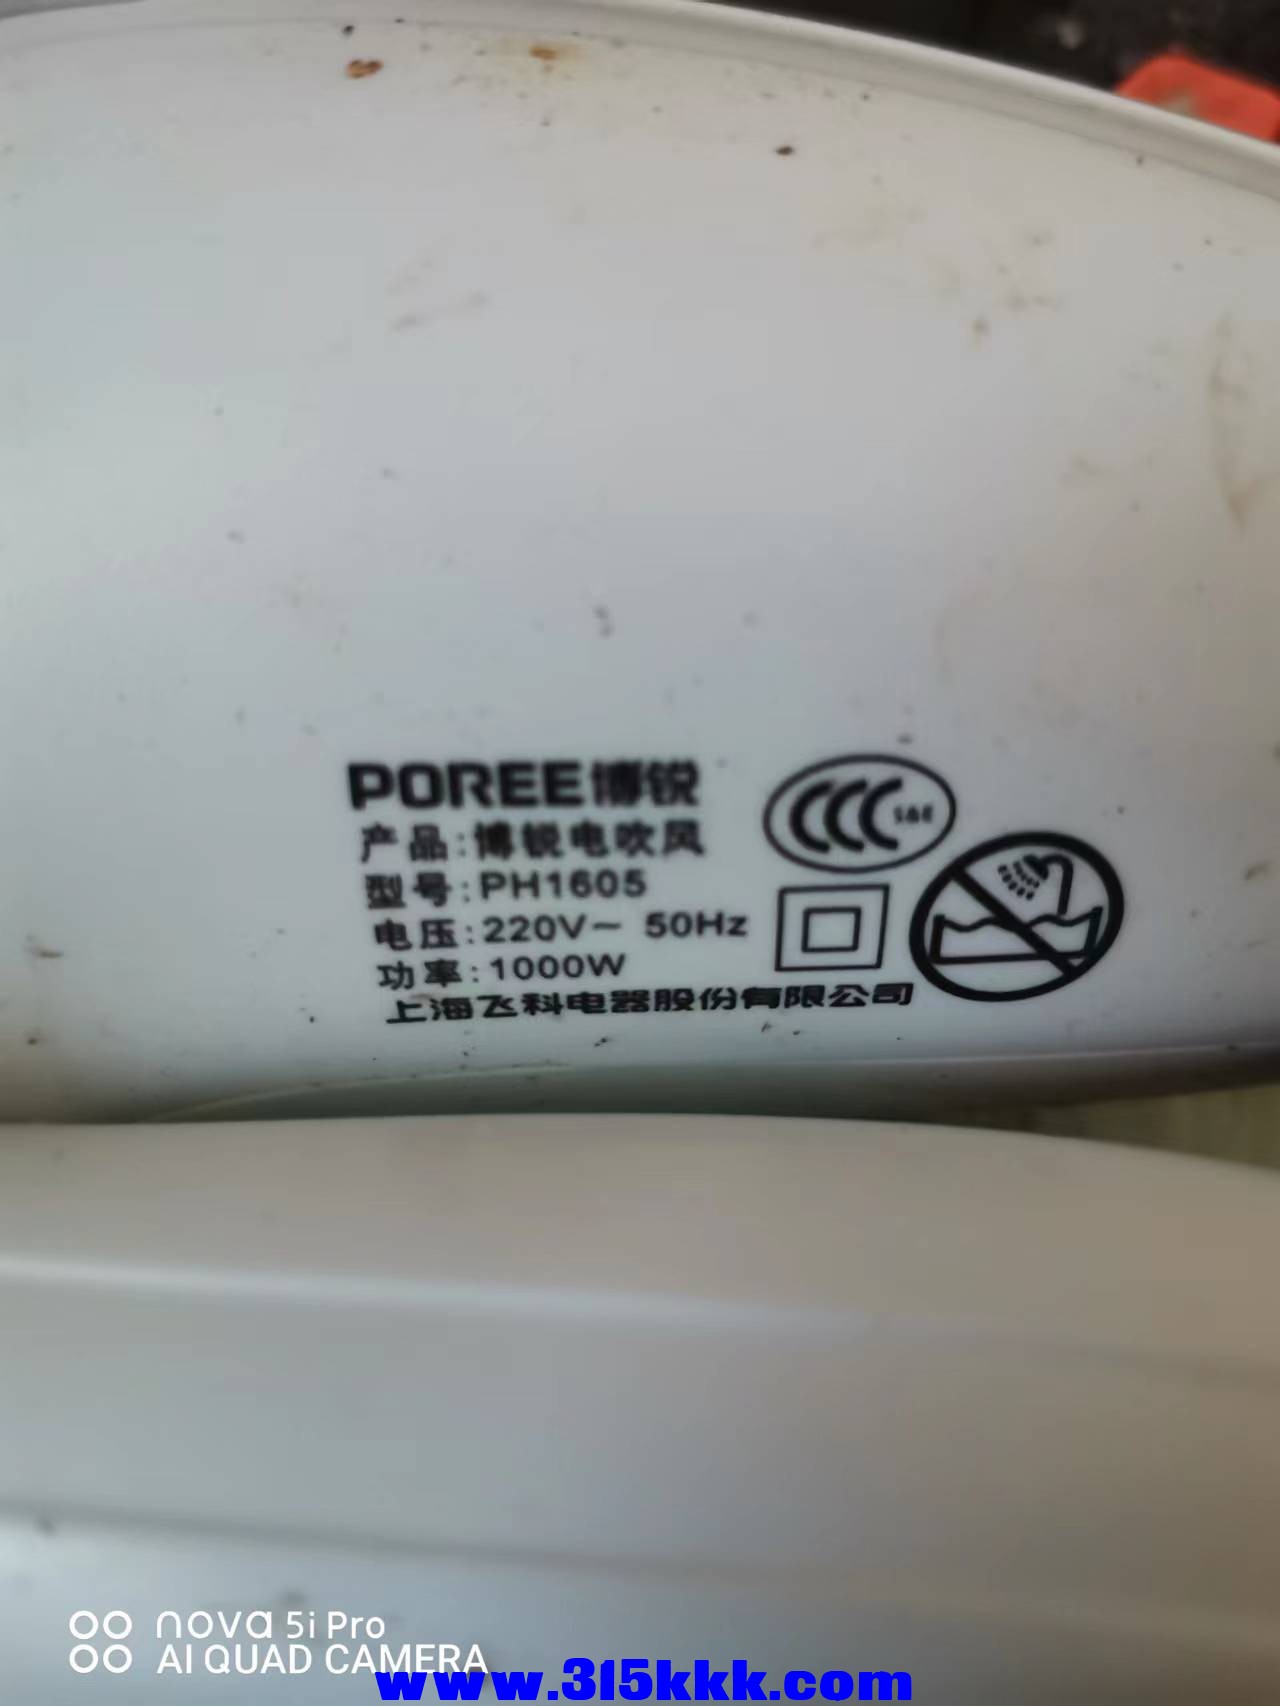 POREE博锐
产品:博锐电吹风
型号:PH1605
电压:220V~ 50Hz
功率:1000W
上海飞科电器股份有限公司
CCC S&E
nova 5i Pro
AI QUAD CAMERA
www.315kkk.com